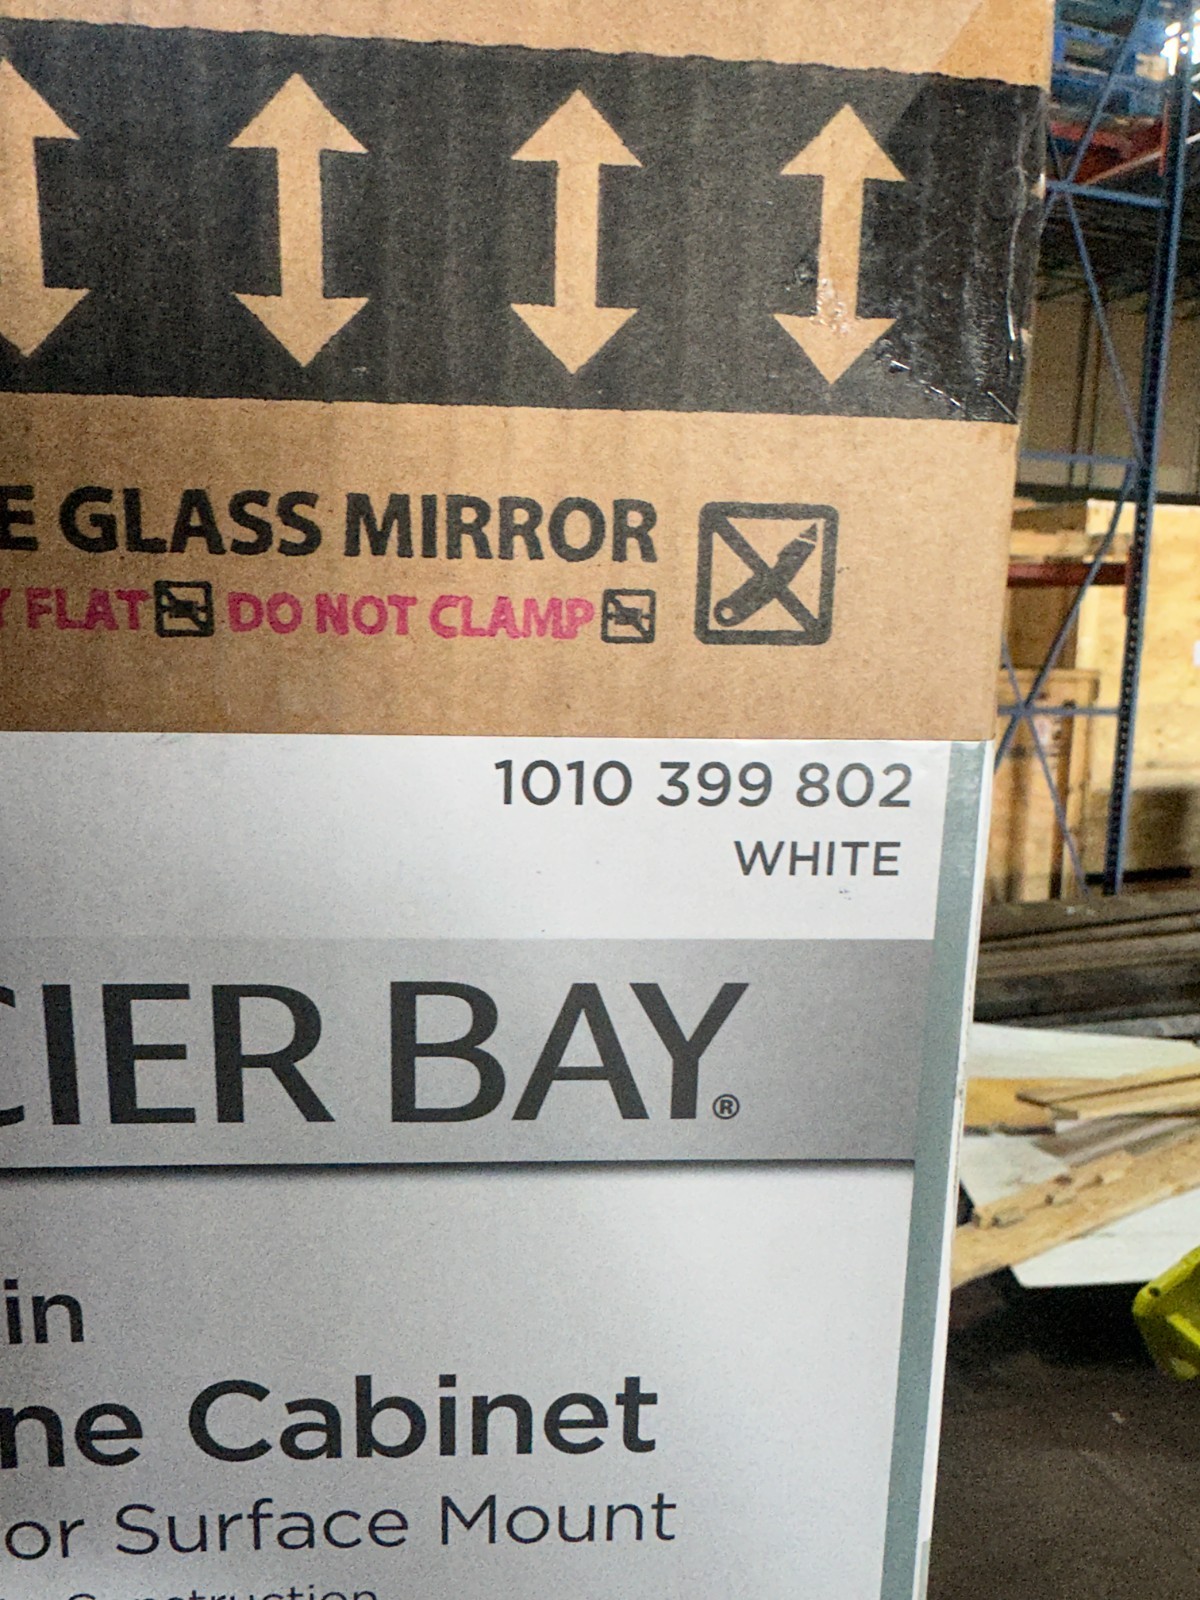 E GLASS MIRROR
FLAT DO NOT CLAMP
1010 399 802
WHITE
CIER BAY®
in
ne Cabinet
or Surface Mount